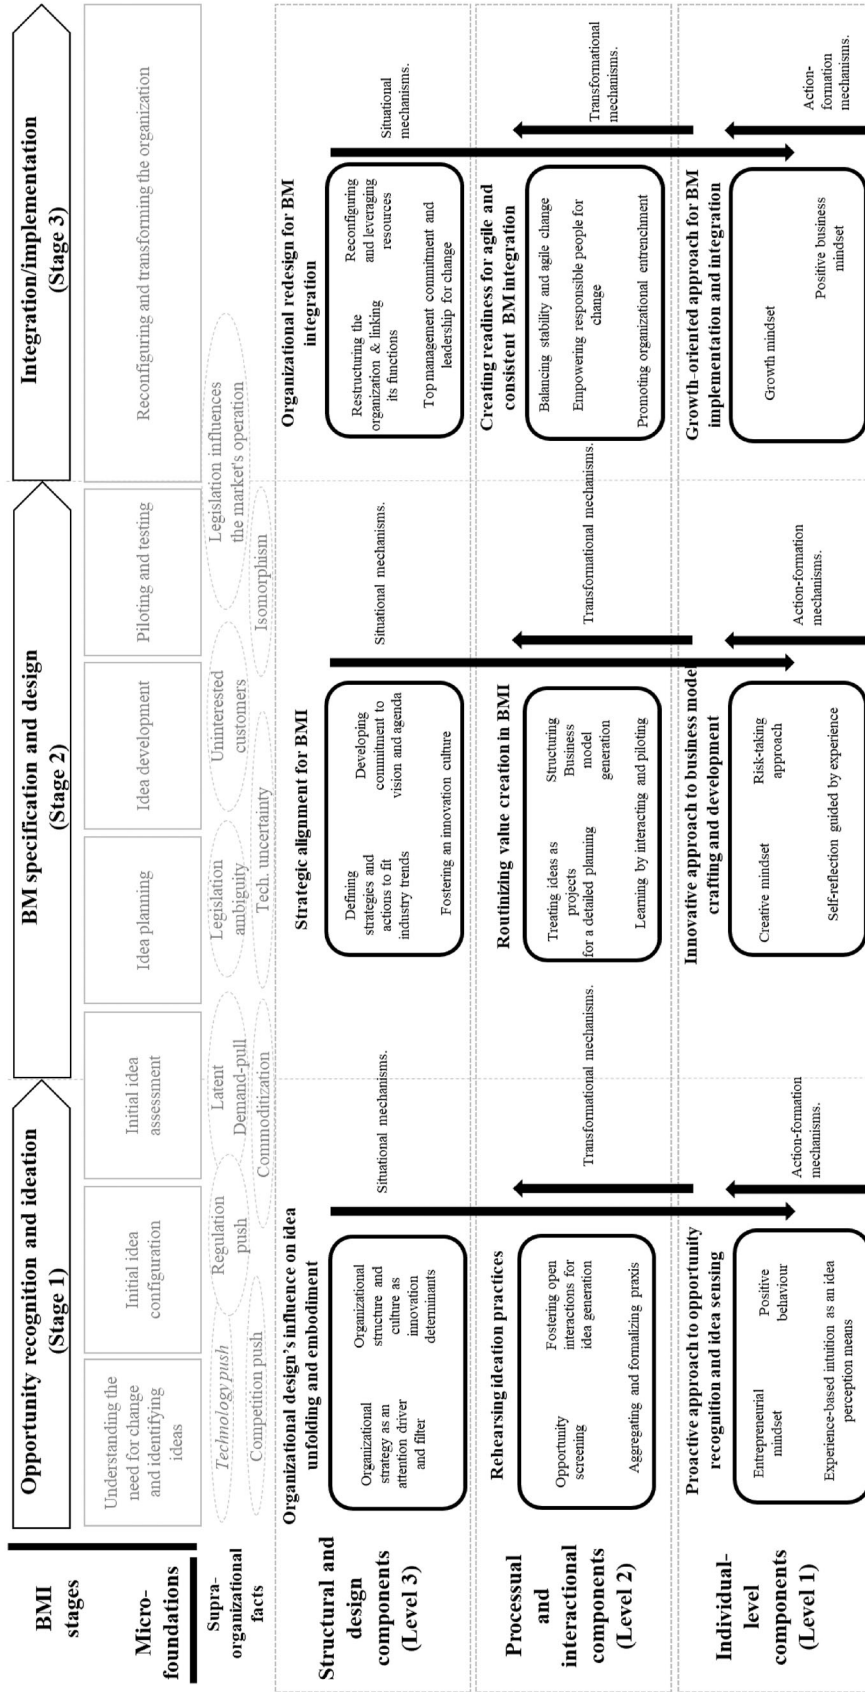 BMI
stages
Opportunity recognition and ideation
(Stage 1)
BM specification and design
(Stage 2)
Integration/implementation
(Stage 3)
Micro-
foundations
Understanding the
need for change
and identifying
ideas
Initial idea
configuration
Initial idea
assessment
Idea planning
Idea development
Piloting and testing
Reconfiguring and transforming the organization
Supra-
organizational
facts
Technology push
Competition push
Regulation
push
Latent
Demand-pull
Commoditization
Legislation
ambiguity
Tech. uncertainty
Uninterested
customers
Isomorphism
Legislation influences
the market's operation
Structural and
design
components
(Level 3)
Organizational design's influence on idea
unfolding and embodiment
Organizational
strategy as an
attention driver
and filter
Organizational
structure and
culture as
innovation
determinants
Situational mechanisms.
Strategic alignment for BMI
Defining
strategies and
actions to fit
industry trends
Developing
commitment to
vision and agenda
Fostering an innovation culture
Situational mechanisms.
Organizational redesign for BM
integration
Restructuring the
organization & linking
its functions
Reconfiguring
and leveraging
resources
Top management commitment and
leadership for change
Situational
mechanisms.
Processual
and
interactional
components
(Level 2)
Rehearsing ideation practices
Opportunity
screening
Fostering open
interactions for
idea generation
Aggregating and formalizing praxis
Transformational mechanisms.
Routinizing value creation in BMI
Treating ideas as
projects
for a detailed planning
Structuring
Business
model
generation
Learning by interacting and piloting
Transformational mechanisms.
Creating readiness for agile and
consistent BM integration
Balancing stability and agile change
Empowering responsible people for
change
Promoting organizational entrenchment
Transformational
mechanisms.
Individual-
level
components
(Level 1)
Proactive approach to opportunity
recognition and idea sensing
Entrepreneurial
mindset
Positive
behaviour
Experience-based intuition as an idea
perception means
Action-formation
mechanisms.
Innovative approach to business model
crafting and development
Creative mindset
Risk-taking
approach
Self-reflection guided by experience
Action-formation
mechanisms.
Growth-oriented approach for BM
implementation and integration
Growth mindset
Positive business
mindset
Action-
formation
mechanisms.